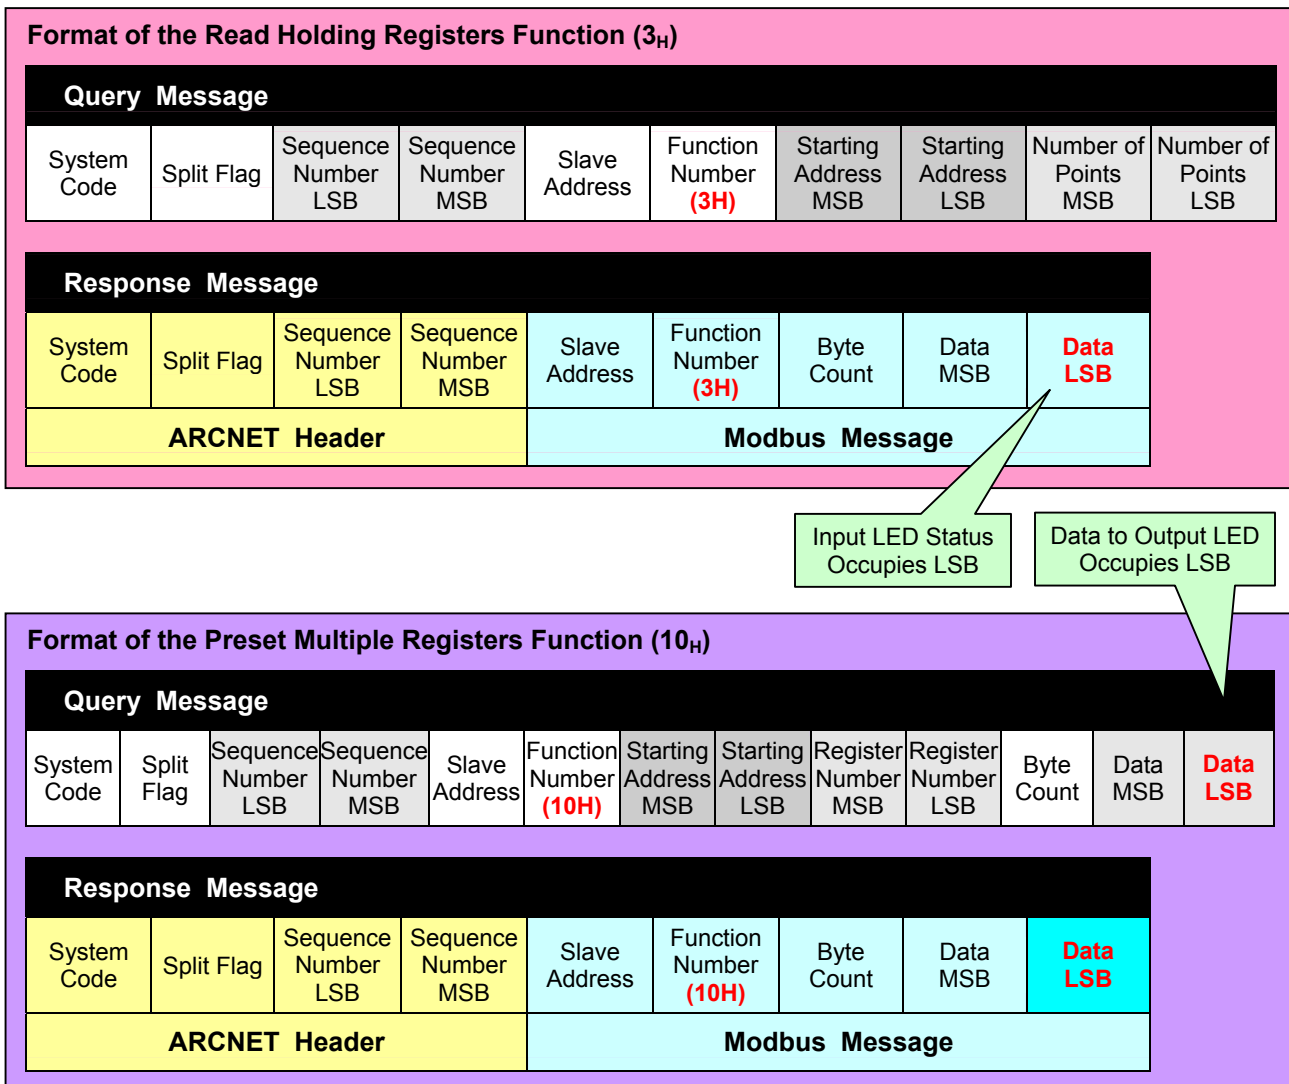 Format of the Read Holding Registers Function (3H)
Query Message
System Code
Split Flag
Sequence Number LSB
Sequence Number MSB
Slave Address
Function Number (3H)
Starting Address MSB
Starting Address LSB
Number of Points MSB
Number of Points LSB
Response Message
System Code
Split Flag
Sequence Number LSB
Sequence Number MSB
Slave Address
Function Number (3H)
Byte Count
Data MSB
Data LSB
ARCNET Header
Modbus Message
Input LED Status Occupies LSB
Data to Output LED Occupies LSB
Format of the Preset Multiple Registers Function (10H)
Query Message
System Code
Split Flag
Sequence Number LSB
Sequence Number MSB
Slave Address
Function Number (10H)
Starting Address MSB
Starting Address LSB
Register Number MSB
Register Number LSB
Byte Count
Data MSB
Data LSB
Response Message
System Code
Split Flag
Sequence Number LSB
Sequence Number MSB
Slave Address
Function Number (10H)
Byte Count
Data MSB
Data LSB
ARCNET Header
Modbus Message